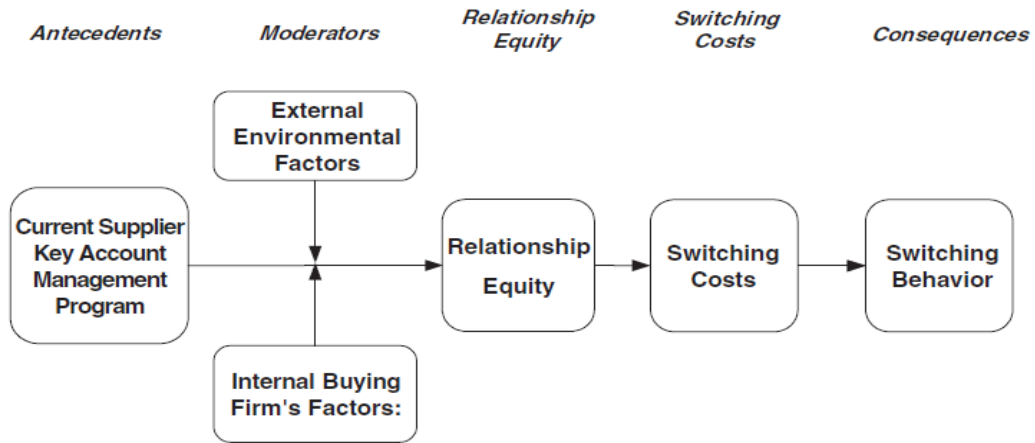 Antecedents
Moderators
Relationship
Equity
Switching
Costs
Consequences
External
Environmental
Factors
Current Supplier
Key Account
Management
Program
Relationship
Equity
Switching
Costs
Switching
Behavior
Internal Buying
Firm's Factors: